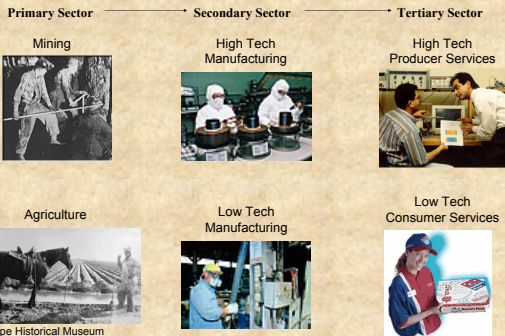 Primary Sector
Secondary Sector
Tertiary Sector
Mining
High Tech
Manufacturing
High Tech
Producer Services
Agriculture
Low Tech
Manufacturing
Low Tech
Consumer Services
Historical Museum